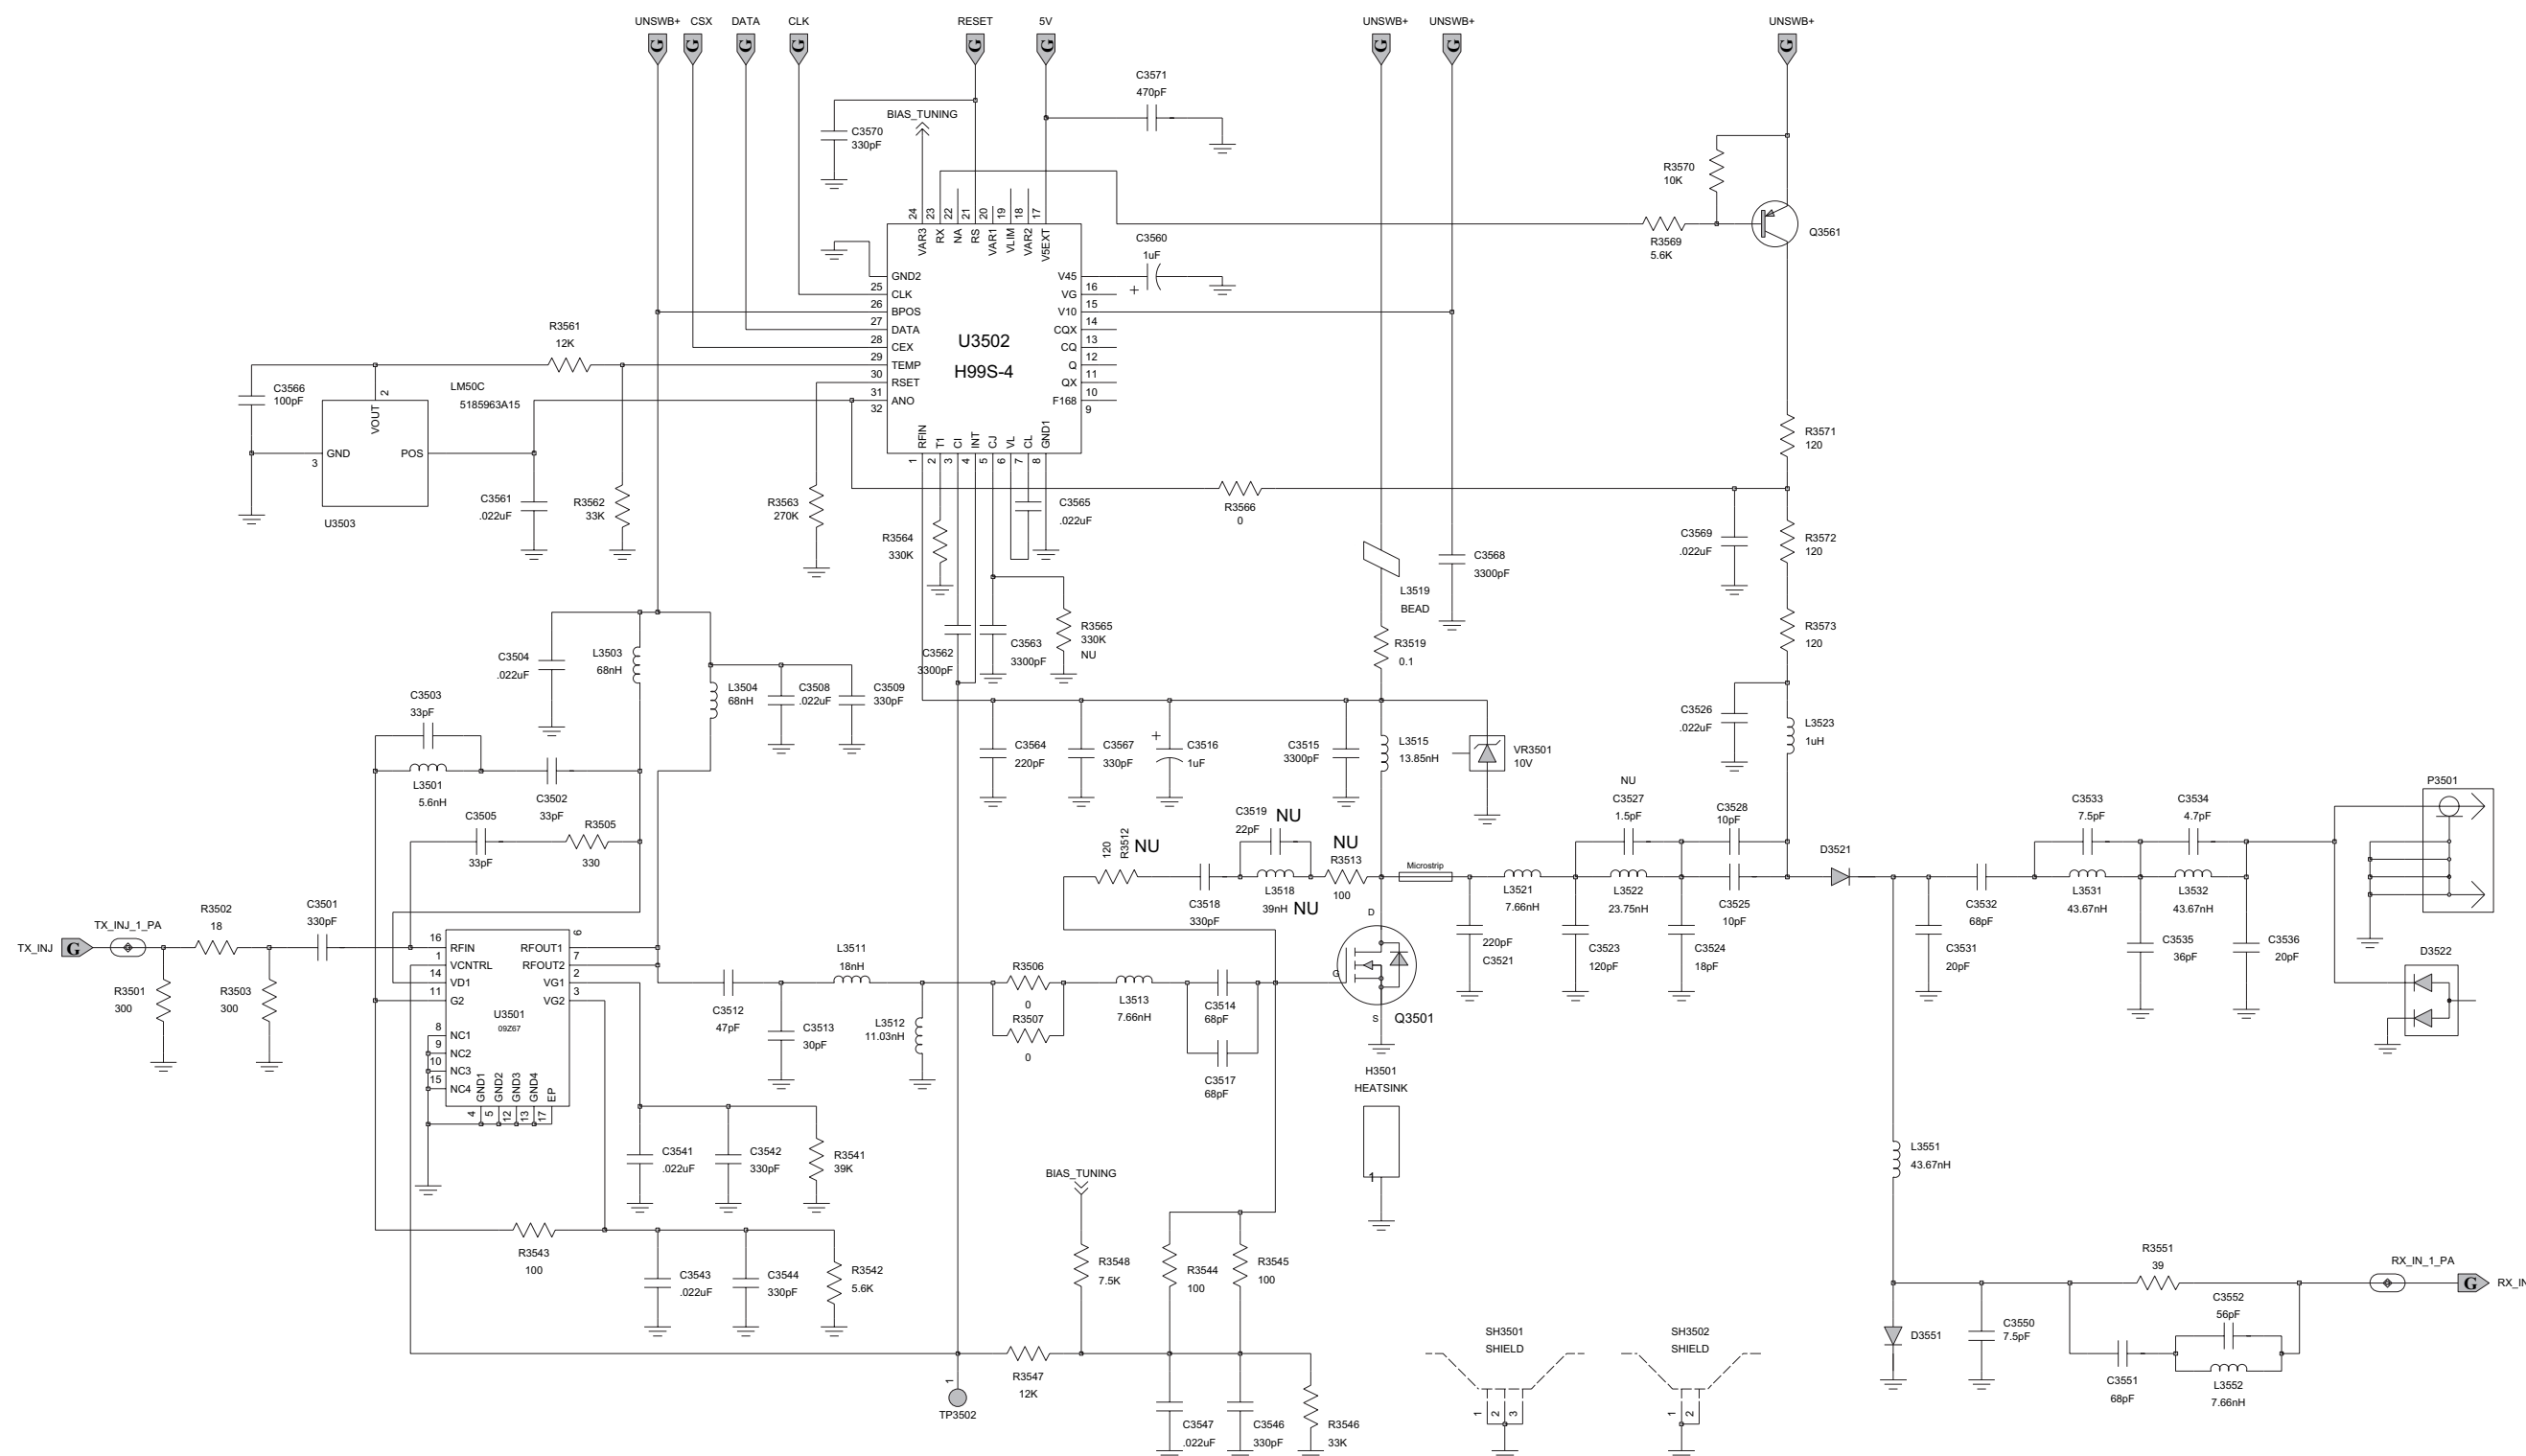 UNSWB+ CSX DATA CLK RESET 5V UNSWB+ UNSWB+ UNSWB+
G G G G G G G G G
C3571
470pF
BIAS_TUNING
C3570
330pF
R3570
10K
Q3561
R3569
5.6K
24 23 22 21 20 19 18 17
VAR3 RX NA RS VAR1 VLIM VAR2 V5EXT
C3560
1uF
+
GND2
25 CLK
26 BPOS
27 DATA
28 CEX
29 TEMP
30 RSET
31 ANO
32
U3502
H99S-4
V45
VG 16
V10 15
CQX 14
CQ 13
Q 12
QX 11
F168 10
9
RFIN T1 CI INT CJ VL CL GND1
1 2 3 4 5 6 7 8
R3561
12K
C3566
100pF
LM50C
5185963A15
VOUT 2
GND POS
3
U3503
C3561
.022uF
R3562
33K
R3563
270K
R3564
330K
C3565
.022uF
R3566
0
R3571
120
C3569
.022uF
R3572
120
C3568
3300pF
L3519
BEAD
R3519
0.1
R3573
120
R3565
330K
NU
C3562
3300pF
C3563
3300pF
C3504
.022uF
L3503
68nH
L3504
68nH
C3508
.022uF
C3509
330pF
C3503
33pF
L3501
5.6nH
C3502
33pF
C3505
33pF
R3505
330
C3564
220pF
C3567
330pF
+
C3516
1uF
C3515
3300pF
L3515
13.85nH
VR3501
10V
C3526
.022uF
L3523
1uH
120
R3512
NU
C3519
22pF
NU
C3518
330pF
L3518
39nH
NU
NU
R3513
100
Microstrip
L3521
7.66nH
NU
C3527
1.5pF
L3522
23.75nH
C3528
10pF
C3525
10pF
D3521
220pF
C3521
C3523
120pF
C3524
18pF
C3531
20pF
C3532
68pF
C3533
7.5pF
L3531
43.67nH
C3534
4.7pF
L3532
43.67nH
C3535
36pF
C3536
20pF
P3501
D3522
TX_INJ G
TX_INJ_1_PA
R3502
18
C3501
330pF
R3501
300
R3503
300
16 RFIN
1 VCNTRL
14 VD1
11 G2
8 NC1
9 NC2
10 NC3
15 NC4
U3501
09Z67
RFOUT1 6
RFOUT2 7
VG1 2
VG2 3
GND1 GND2 GND3 GND4 EP
4 5 12 13 17
C3512
47pF
C3513
30pF
L3511
18nH
L3512
11.03nH
R3506
0
R3507
0
L3513
7.66nH
C3514
68pF
C3517
68pF
D
G
S
Q3501
H3501
HEATSINK
1
C3541
.022uF
C3542
330pF
R3541
39K
R3543
100
C3543
.022uF
C3544
330pF
R3542
5.6K
BIAS_TUNING
R3548
7.5K
R3544
100
R3545
100
R3547
12K
1
TP3502
C3547
.022uF
C3546
330pF
R3546
33K
SH3501
SHIELD
1 2 3
SH3502
SHIELD
1 2
L3551
43.67nH
D3551
C3550
7.5pF
R3551
39
C3552
56pF
C3551
68pF
L3552
7.66nH
RX_IN_1_PA
G